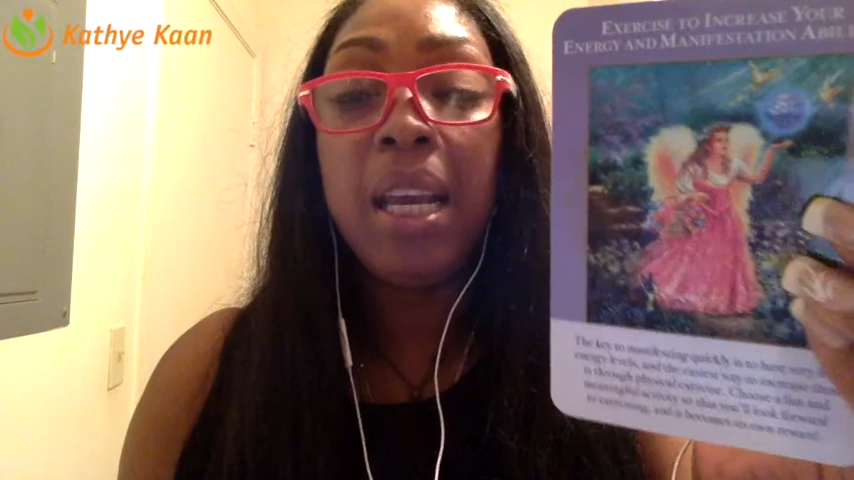 Kathye Kaan
EXERCISE TO INCREASE YOUR
ENERGY AND MANIFESTATION
The key to manifesting quickly is to have very
energy levels, and the easiest way to increase
is through physical exercise. Choose a fun and
meaningful activity so that you'll look forward
to exercising, and it becomes its own reward.